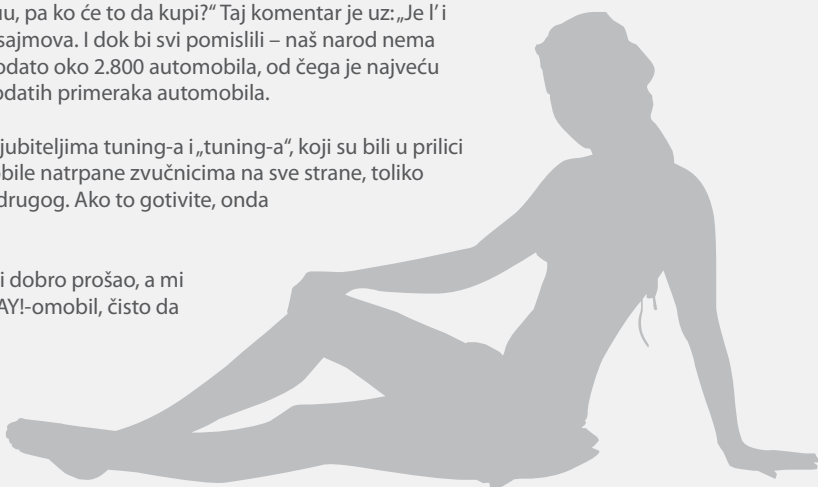 uu, pa ko će to da kupi?“ Taj komentar je uz: „Je l’ i
sajmova. I dok bi svi pomislili – naš narod nema
odato oko 2.800 automobila, od čega je najveću
odatih primeraka automobila.
jubiteljima tuning-a i „tuning-a“, koji su bili u prilici
obile natrpane zvučnicima na sve strane, toliko
drugog. Ako to gotivite, onda
i dobro prošao, a mi
AY!-omobil, čisto da